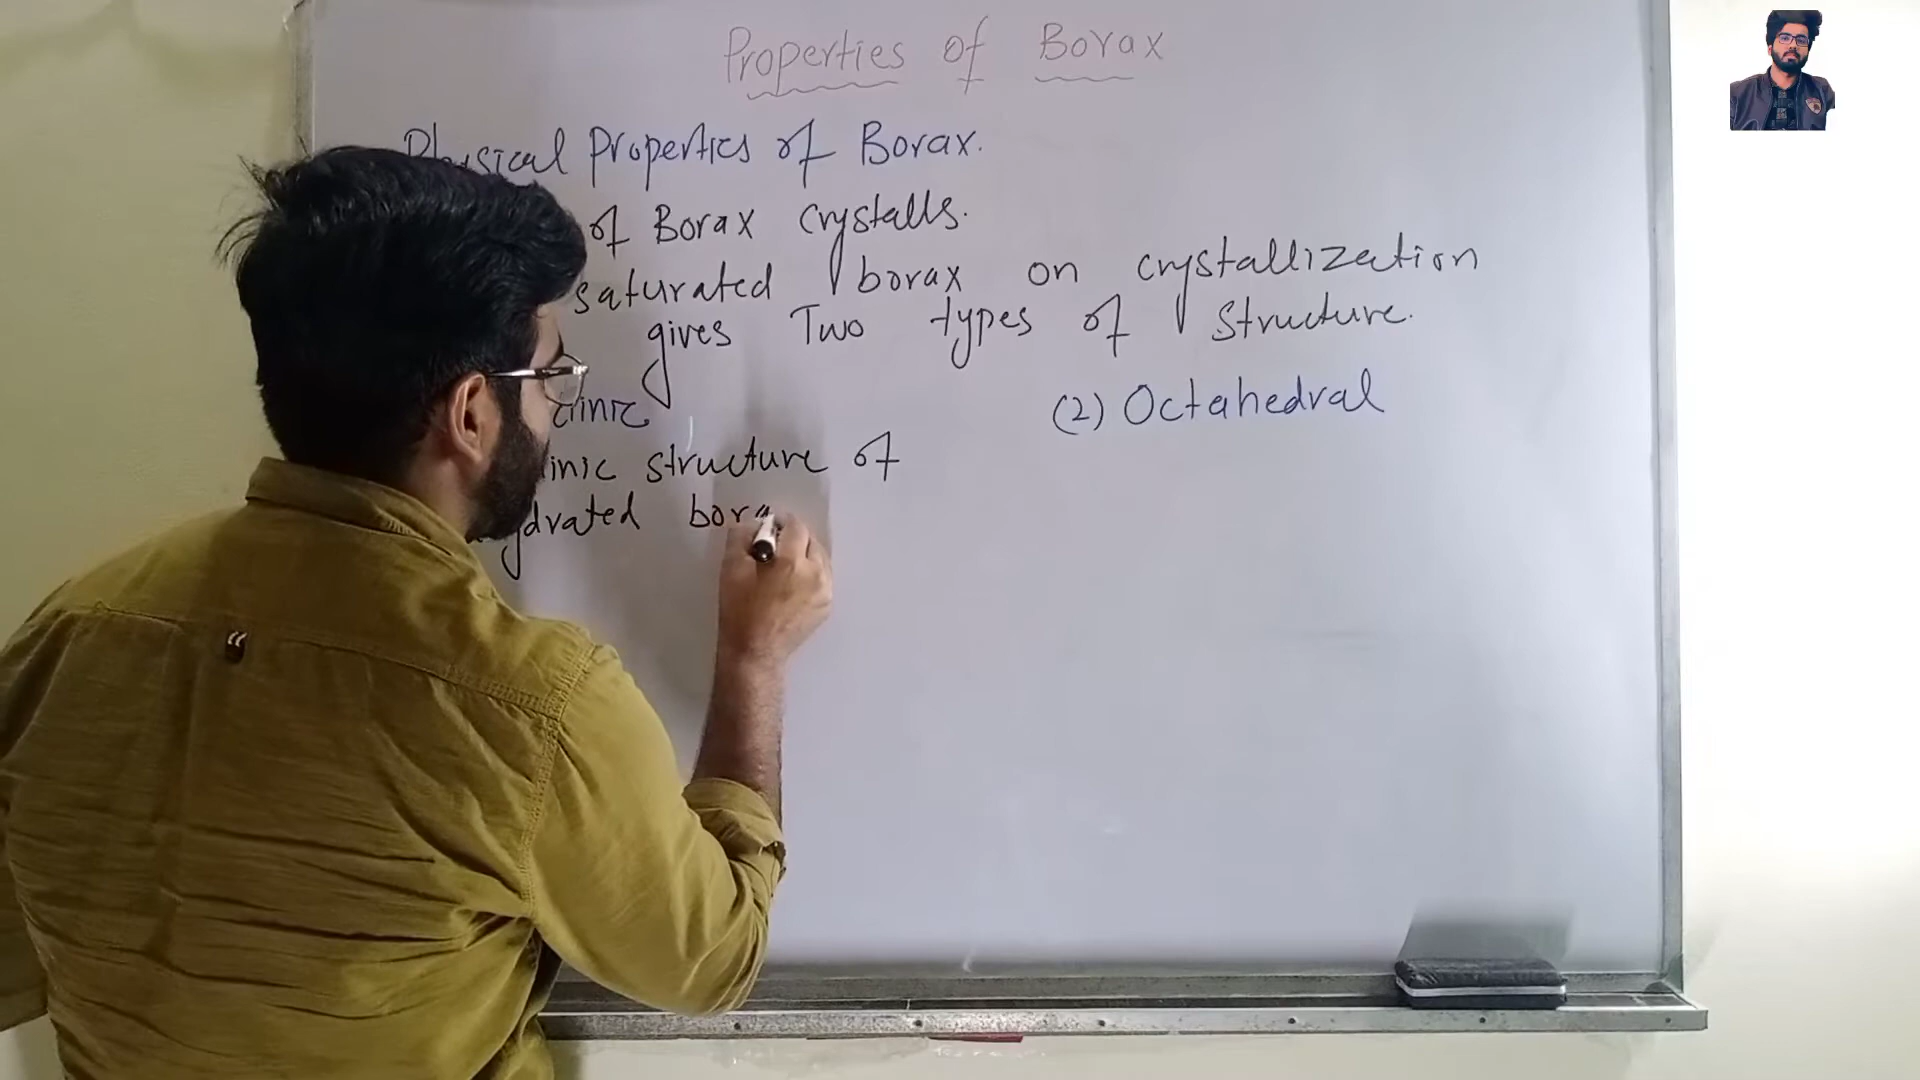 Properties of Borax
Physical Properties of Borax.
of Borax Crystalls.
saturated borax on crystallization
gives Two types of structure.
(2) Octahedral
structure of